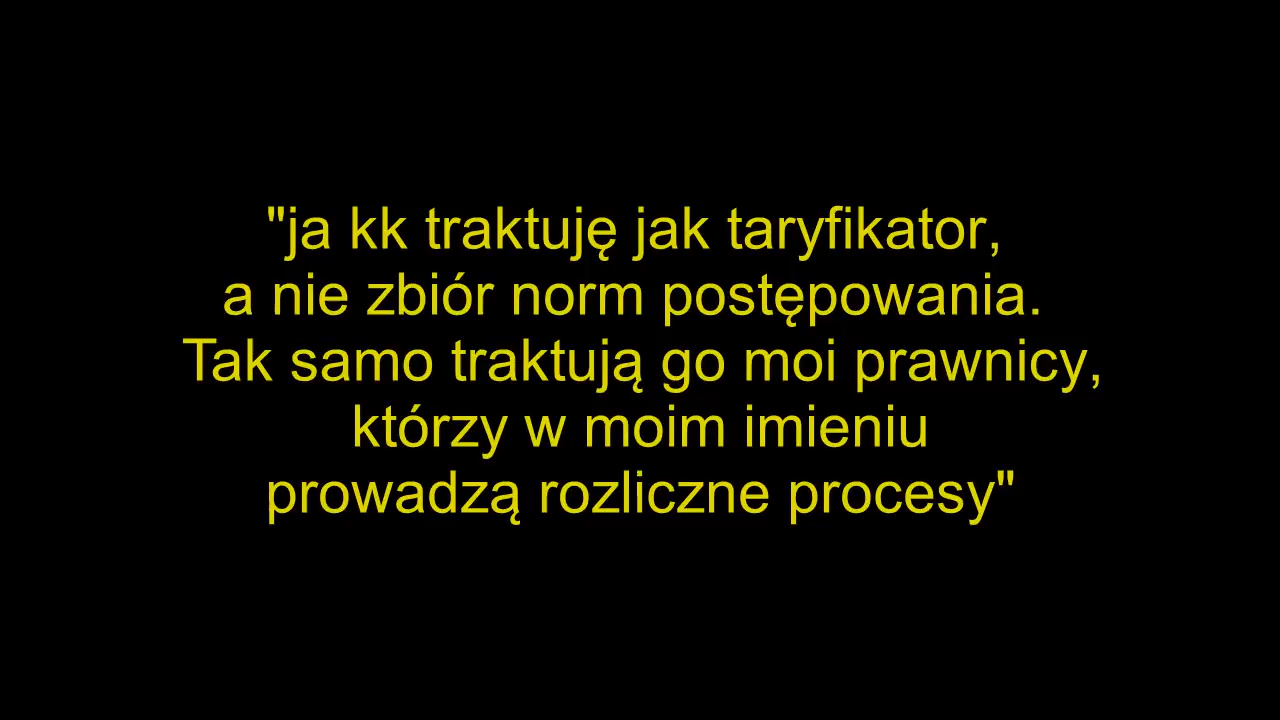 "ja kk traktuję jak taryfikator,
a nie zbiór norm postępowania.
Tak samo traktują go moi prawnicy,
którzy w moim imieniu
prowadzą rozliczne procesy"